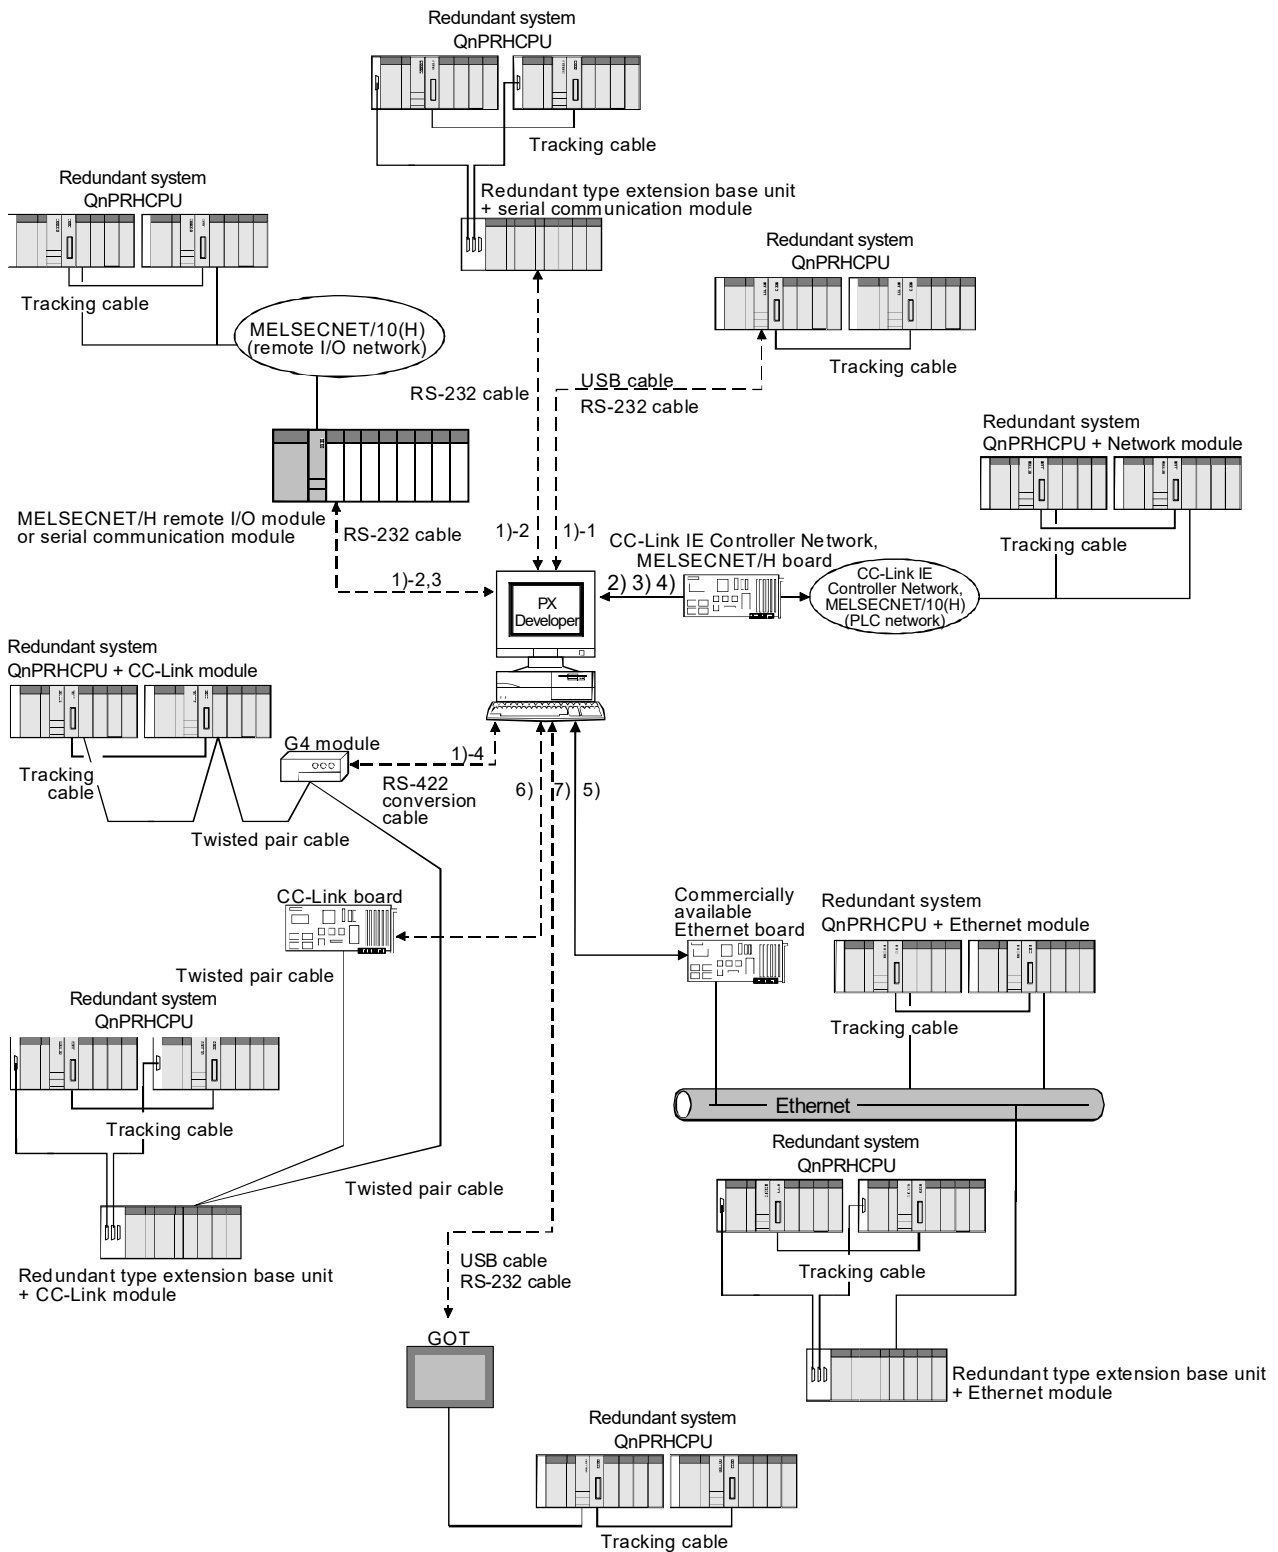 Redundant system
QnPRHCPU
Tracking cable
Redundant type extension base unit
+ serial communication module
Redundant system
QnPRHCPU
Tracking cable
MELSECNET/10(H)
(remote I/O network)
Redundant system
QnPRHCPU
Tracking cable
RS-232 cable
USB cable
RS-232 cable
Redundant system
QnPRHCPU + Network module
Tracking cable
MELSECNET/H remote I/O module
or serial communication module
RS-232 cable
1)-2,3
1)-2
1)-1
CC-Link IE Controller Network,
MELSECNET/H board
2) 3) 4)
CC-Link IE
Controller Network,
MELSECNET/10(H)
(PLC network)
PX
Developer
Redundant system
QnPRHCPU + CC-Link module
Tracking
cable
G4 module
1)-4
RS-422
conversion
cable
Twisted pair cable
6)
7)
5)
CC-Link board
Twisted pair cable
Commercially
available
Ethernet board
Redundant system
QnPRHCPU + Ethernet module
Tracking cable
Redundant system
QnPRHCPU
Tracking cable
Ethernet
Twisted pair cable
Redundant type extension base unit
+ CC-Link module
Redundant system
QnPRHCPU
Tracking cable
USB cable
RS-232 cable
GOT
Redundant type extension base unit
+ Ethernet module
Redundant system
QnPRHCPU
Tracking cable